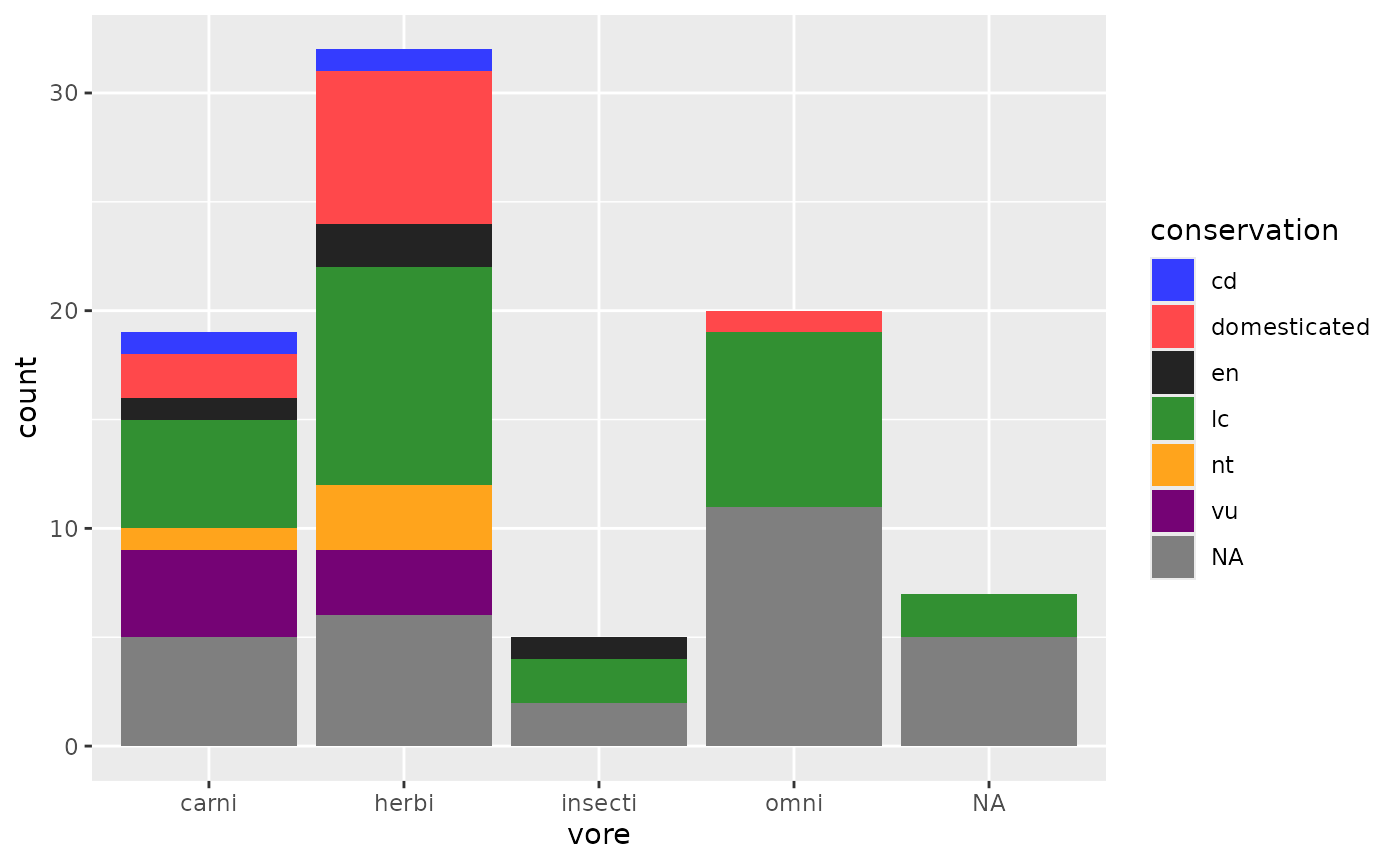 30
20
10
0
count
carni
herbi
insecti
omni
NA
vore
conservation
cd
domesticated
en
lc
nt
vu
NA